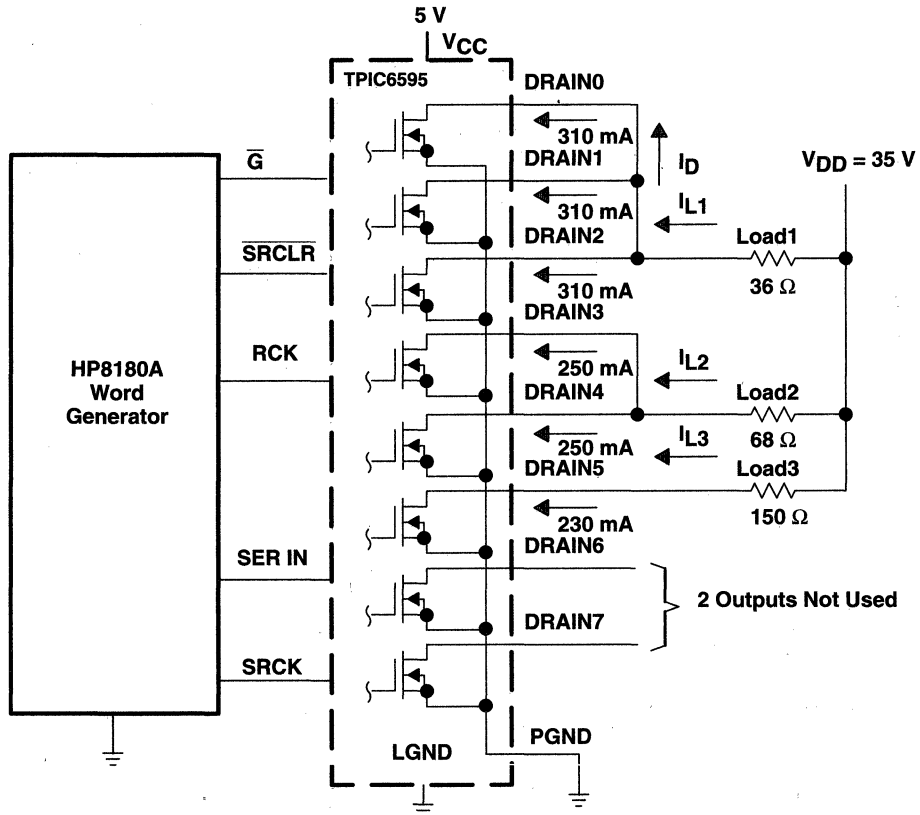 5 V
VCC
TPIC6595
DRAIN0
310 mA
DRAIN1
ID
VDD = 35 V
G
310 mA
IL1
DRAIN2
Load1
SRCLR
310 mA
36 Ω
DRAIN3
HP8180A
Word
Generator
RCK
250 mA
IL2
DRAIN4
Load2
250 mA
IL3
68 Ω
DRAIN5
Load3
230 mA
150 Ω
DRAIN6
SER IN
2 Outputs Not Used
DRAIN7
SRCK
LGND
PGND